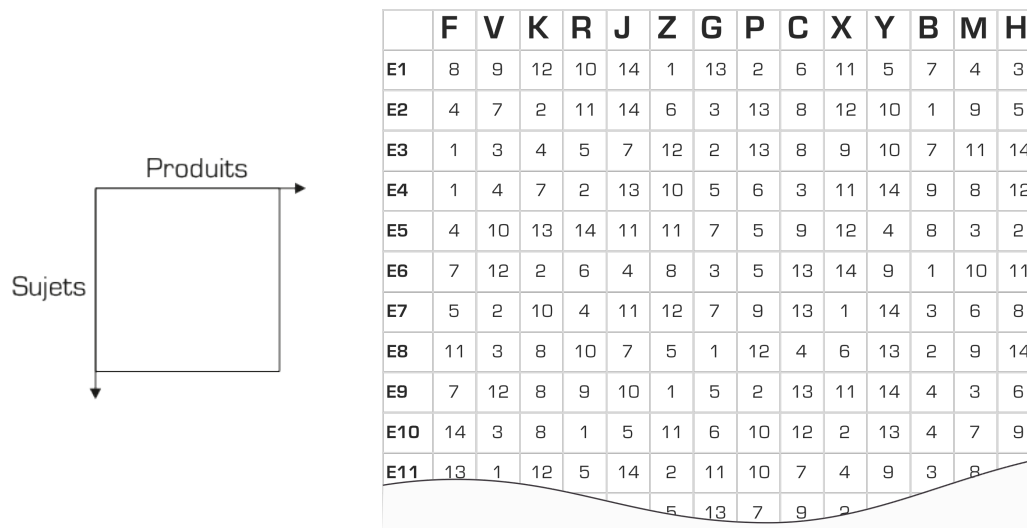 Produits
Sujets
F V K R J Z G P C X Y B M H
E1 8 9 12 10 14 1 13 2 6 11 5 7 4 3
E2 4 7 2 11 14 6 3 13 8 12 10 1 9 5
E3 1 3 4 5 7 12 2 13 8 9 10 7 11 14
E4 1 4 7 2 13 10 5 6 3 11 14 9 8 12
E5 4 10 13 14 11 11 7 5 9 12 4 8 3 2
E6 7 12 2 6 4 8 3 5 13 14 9 1 10 11
E7 5 2 10 4 11 12 7 9 13 1 14 3 6 8
E8 11 3 8 10 7 5 1 12 4 6 13 2 9 14
E9 7 12 8 9 10 1 5 2 13 11 14 4 3 6
E10 14 3 8 1 5 11 6 10 12 2 13 4 7 9
E11 13 1 12 5 14 2 11 10 7 4 9 3 8
5 13 7 9 2